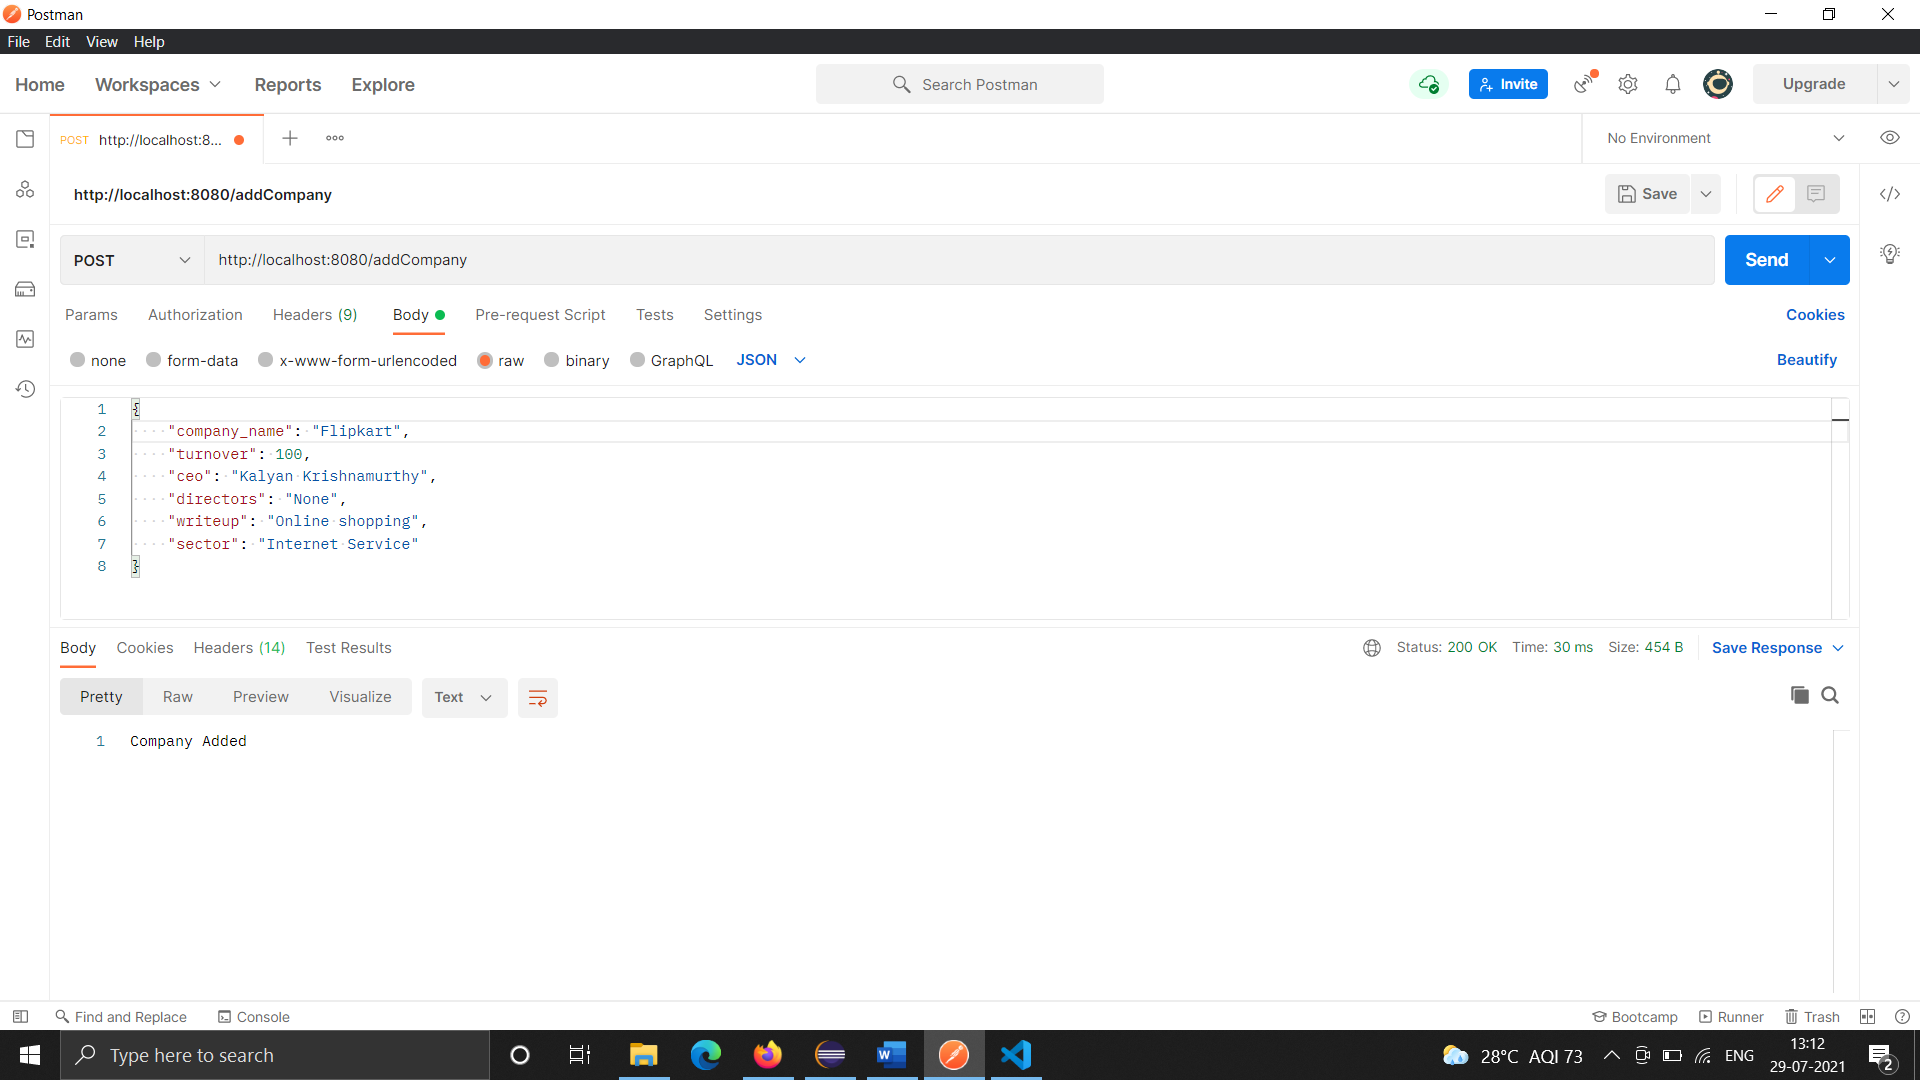 Postman
File Edit View Help
Home Workspaces Reports Explore Search Postman Invite Upgrade
POST http://localhost:8... No Environment
http://localhost:8080/addCompany Save
POST http://localhost:8080/addCompany Send
Params Authorization Headers (9) Body Pre-request Script Tests Settings Cookies
none form-data x-www-form-urlencoded raw binary GraphQL JSON Beautify
1 {
2 "company_name": "Flipkart",
3 "turnover": 100,
4 "ceo": "Kalyan Krishnamurthy",
5 "directors": "None",
6 "writeup": "Online shopping",
7 "sector": "Internet Service"
8 }
Body Cookies Headers (14) Test Results Status: 200 OK Time: 30 ms Size: 454 B Save Response
Pretty Raw Preview Visualize Text
1 Company Added
Find and Replace Console Bootcamp Runner Trash
Type here to search 28°C AQI 73 ENG 13:12
29-07-2021 2